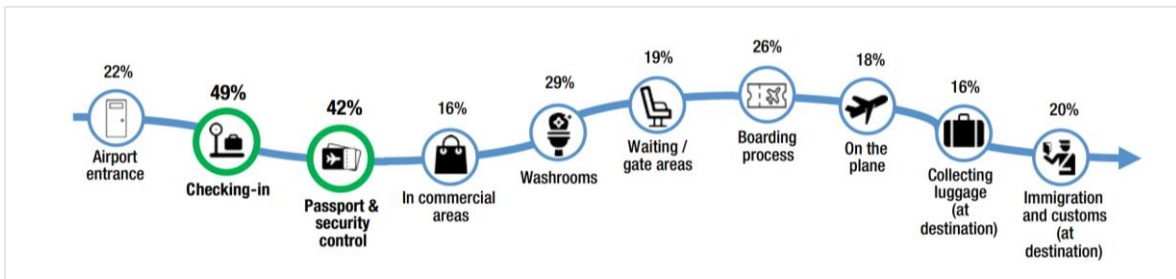 22%
Airport
entrance
49%
Checking-in
42%
Passport &
security
control
16%
In commercial
areas
29%
Washrooms
19%
Waiting /
gate areas
26%
Boarding
process
18%
On the
plane
16%
Collecting
luggage
(at
destination)
20%
Immigration
and customs
(at
destination)